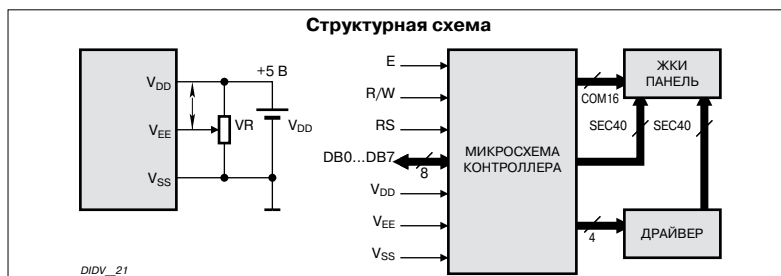 Структурная схема
V_DD
+5 В
V_EE
VR
V_DD
V_SS
DIDV_21
E
R/W
RS
DB0...DB7
8
V_DD
V_EE
V_SS
МИКРОСХЕМА
КОНТРОЛЛЕРА
COM16
SEC40
SEC40
4
ЖКИ
ПАНЕЛЬ
ДРАЙВЕР